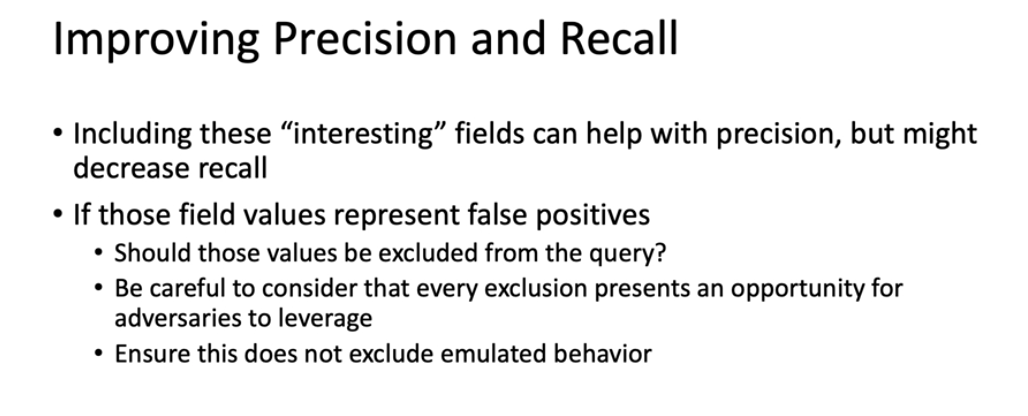 Improving Precision and Recall
• Including these “interesting” fields can help with precision, but might
decrease recall
• If those field values represent false positives
• Should those values be excluded from the query?
• Be careful to consider that every exclusion presents an opportunity for
adversaries to leverage
• Ensure this does not exclude emulated behavior